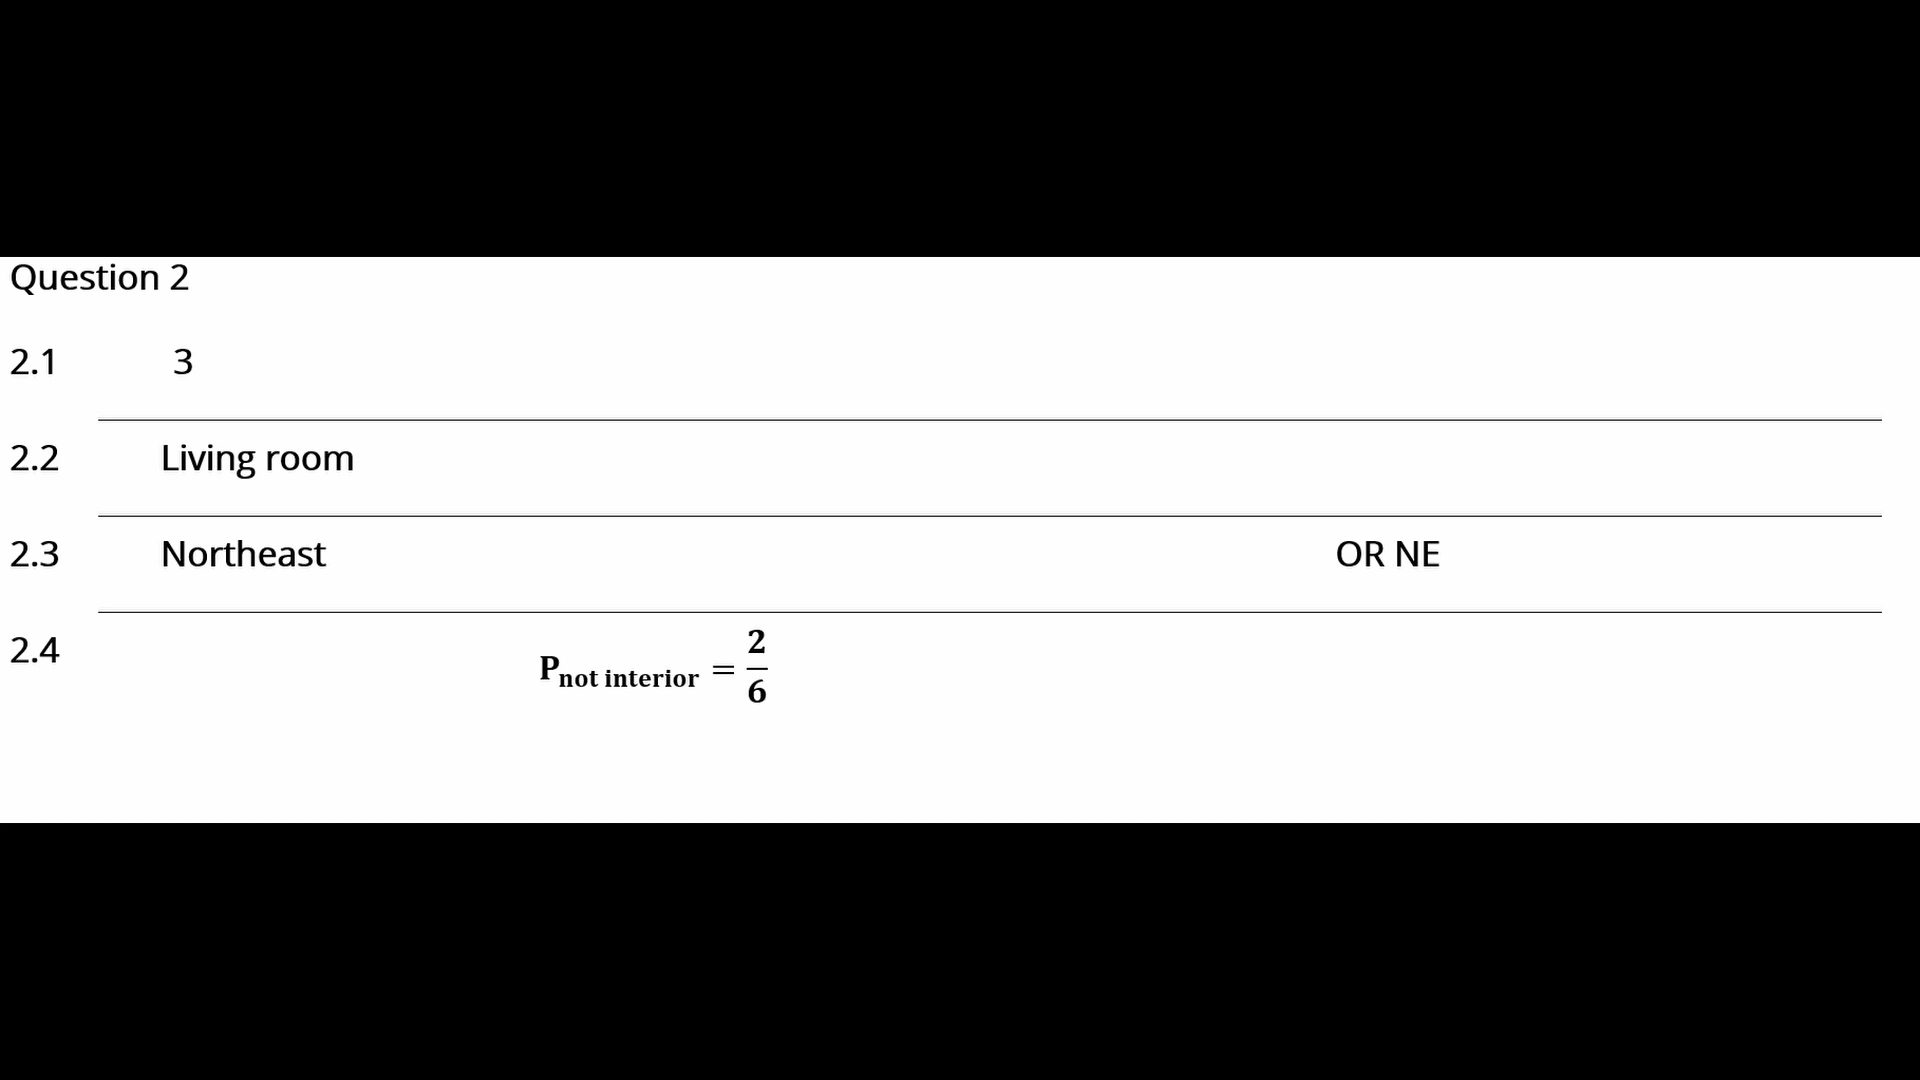 Question 2
2.1 3
2.2 Living room
2.3 Northeast OR NE
2.4 P_not interior = 2/6